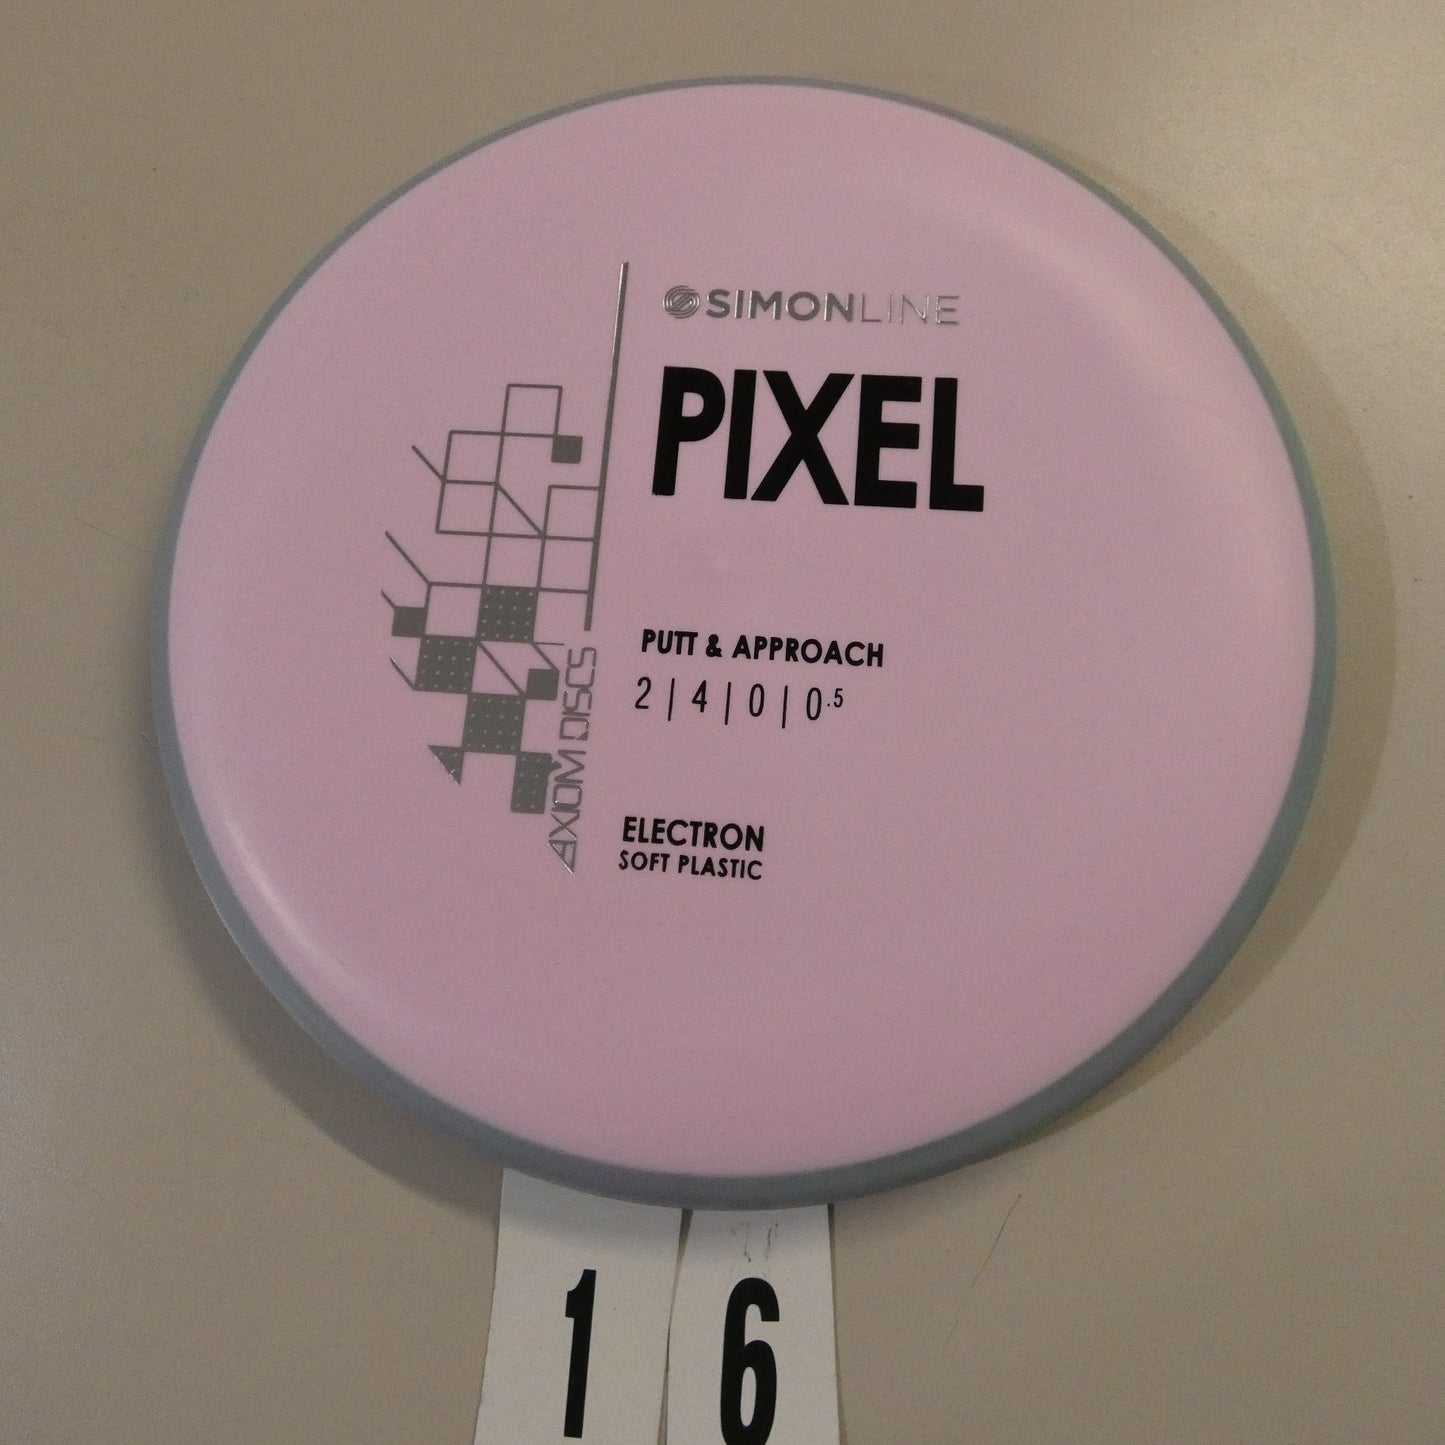 SIMONLINE
PIXEL
PUTT & APPROACH
2 | 4 | 0 | 0.5
AXIOM DISCS
ELECTRON
SOFT PLASTIC
1 6